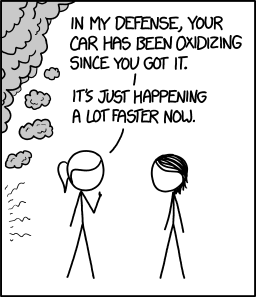 IN MY DEFENSE, YOUR
CAR HAS BEEN OXIDIZING
SINCE YOU GOT IT.
IT'S JUST HAPPENING
A LOT FASTER NOW.